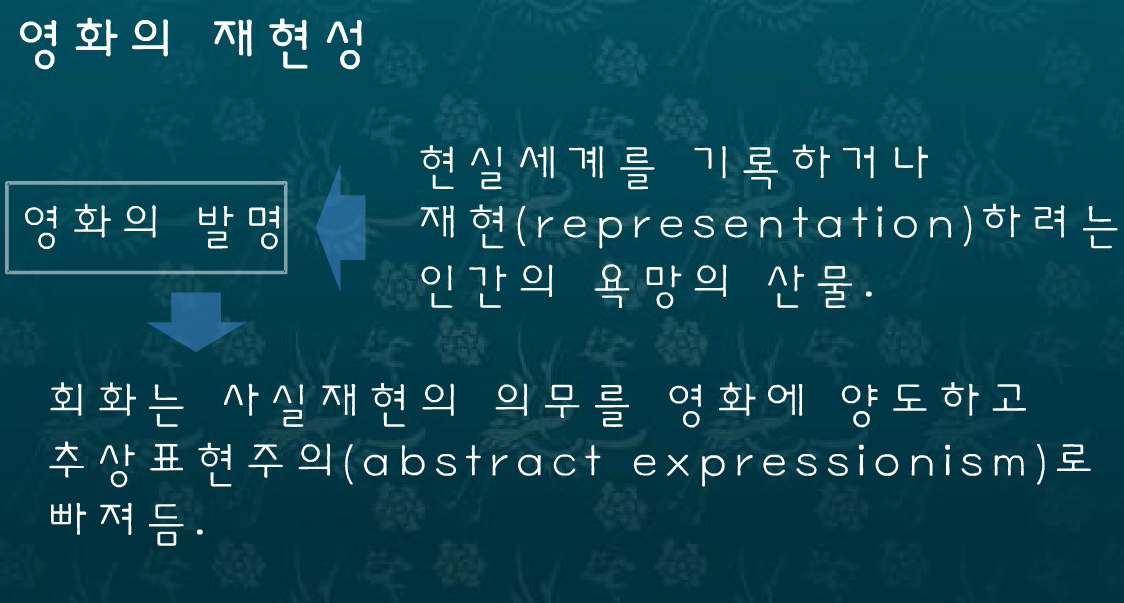 영화의 재현성
현실세계를 기록하거나
재현(representation)하려는
인간의 욕망의 산물.
영화의 발명
회화는 사실재현의 의무를 영화에 양도하고
추상표현주의(abstract expressionism)로
빠져듬.